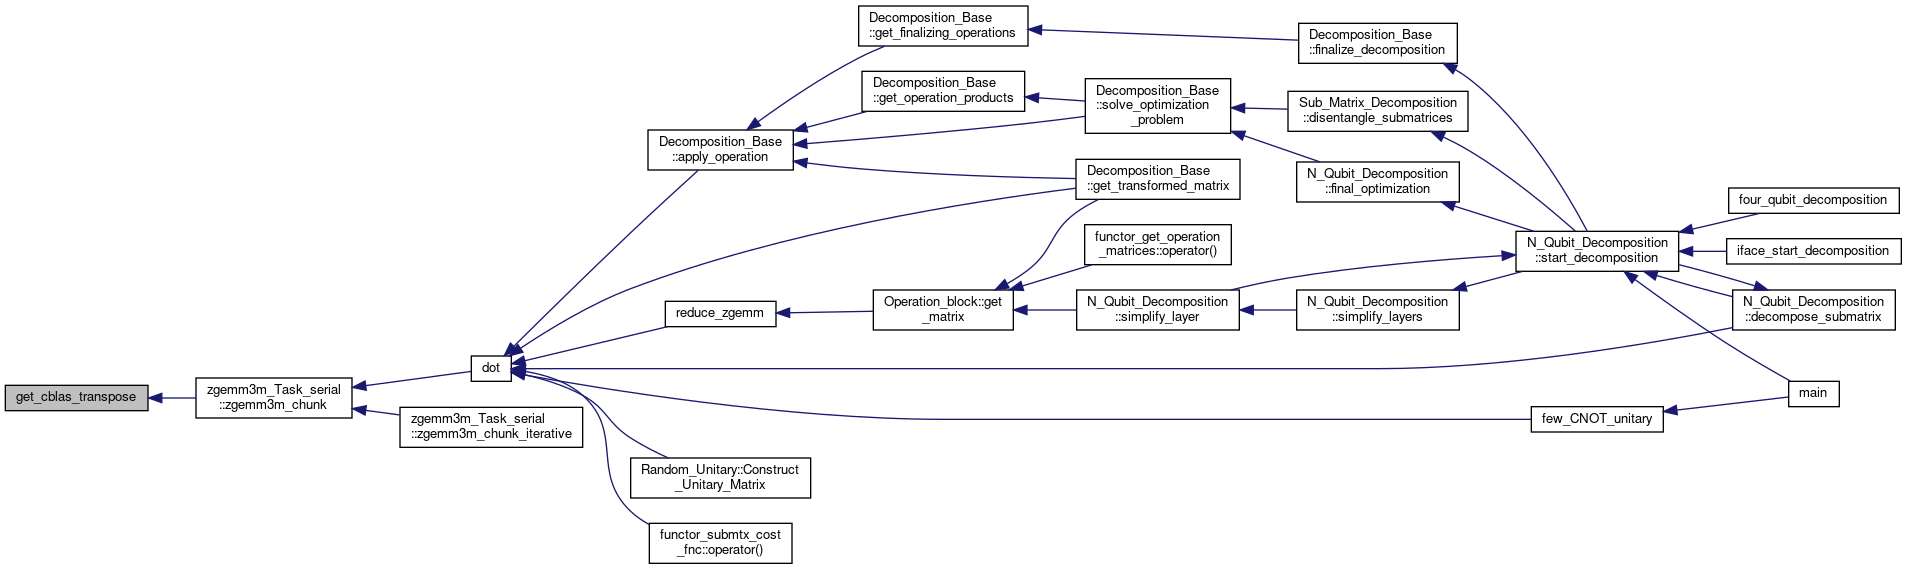 Decomposition_Base
::get_finalizing_operations
Decomposition_Base
::finalize_decomposition
Decomposition_Base
::get_operation_products
Decomposition_Base
::solve_optimization
_problem
Sub_Matrix_Decomposition
::disentangle_submatrices
Decomposition_Base
::apply_operation
Decomposition_Base
::get_transformed_matrix
N_Qubit_Decomposition
::final_optimization
four_qubit_decomposition
functor_get_operation
_matrices::operator()
N_Qubit_Decomposition
::start_decomposition
iface_start_decomposition
reduce_zgemm
Operation_block::get
_matrix
N_Qubit_Decomposition
::simplify_layer
N_Qubit_Decomposition
::simplify_layers
N_Qubit_Decomposition
::decompose_submatrix
dot
get_cblas_transpose
zgemm3m_Task_serial
::zgemm3m_chunk
main
zgemm3m_Task_serial
::zgemm3m_chunk_iterative
few_CNOT_unitary
Random_Unitary::Construct
_Unitary_Matrix
functor_submtx_cost
_fnc::operator()